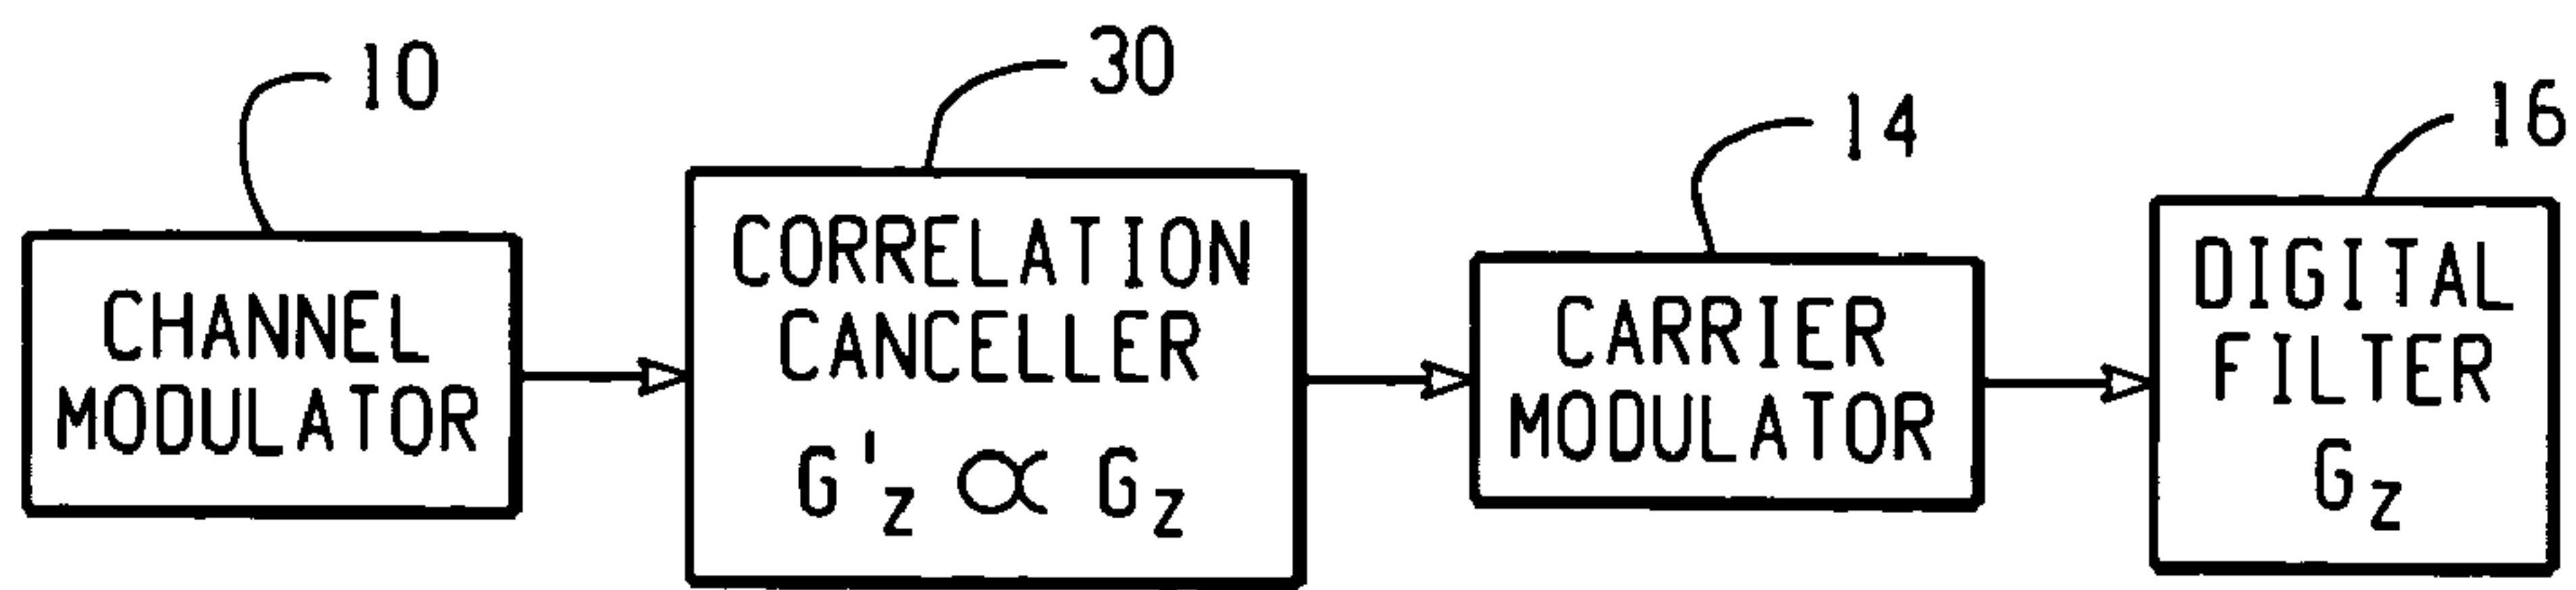 10
30
14
16
CHANNEL
MODULATOR
CORRELATION
CANCELLER
G'z ∝ Gz
CARRIER
MODULATOR
DIGITAL
FILTER
Gz